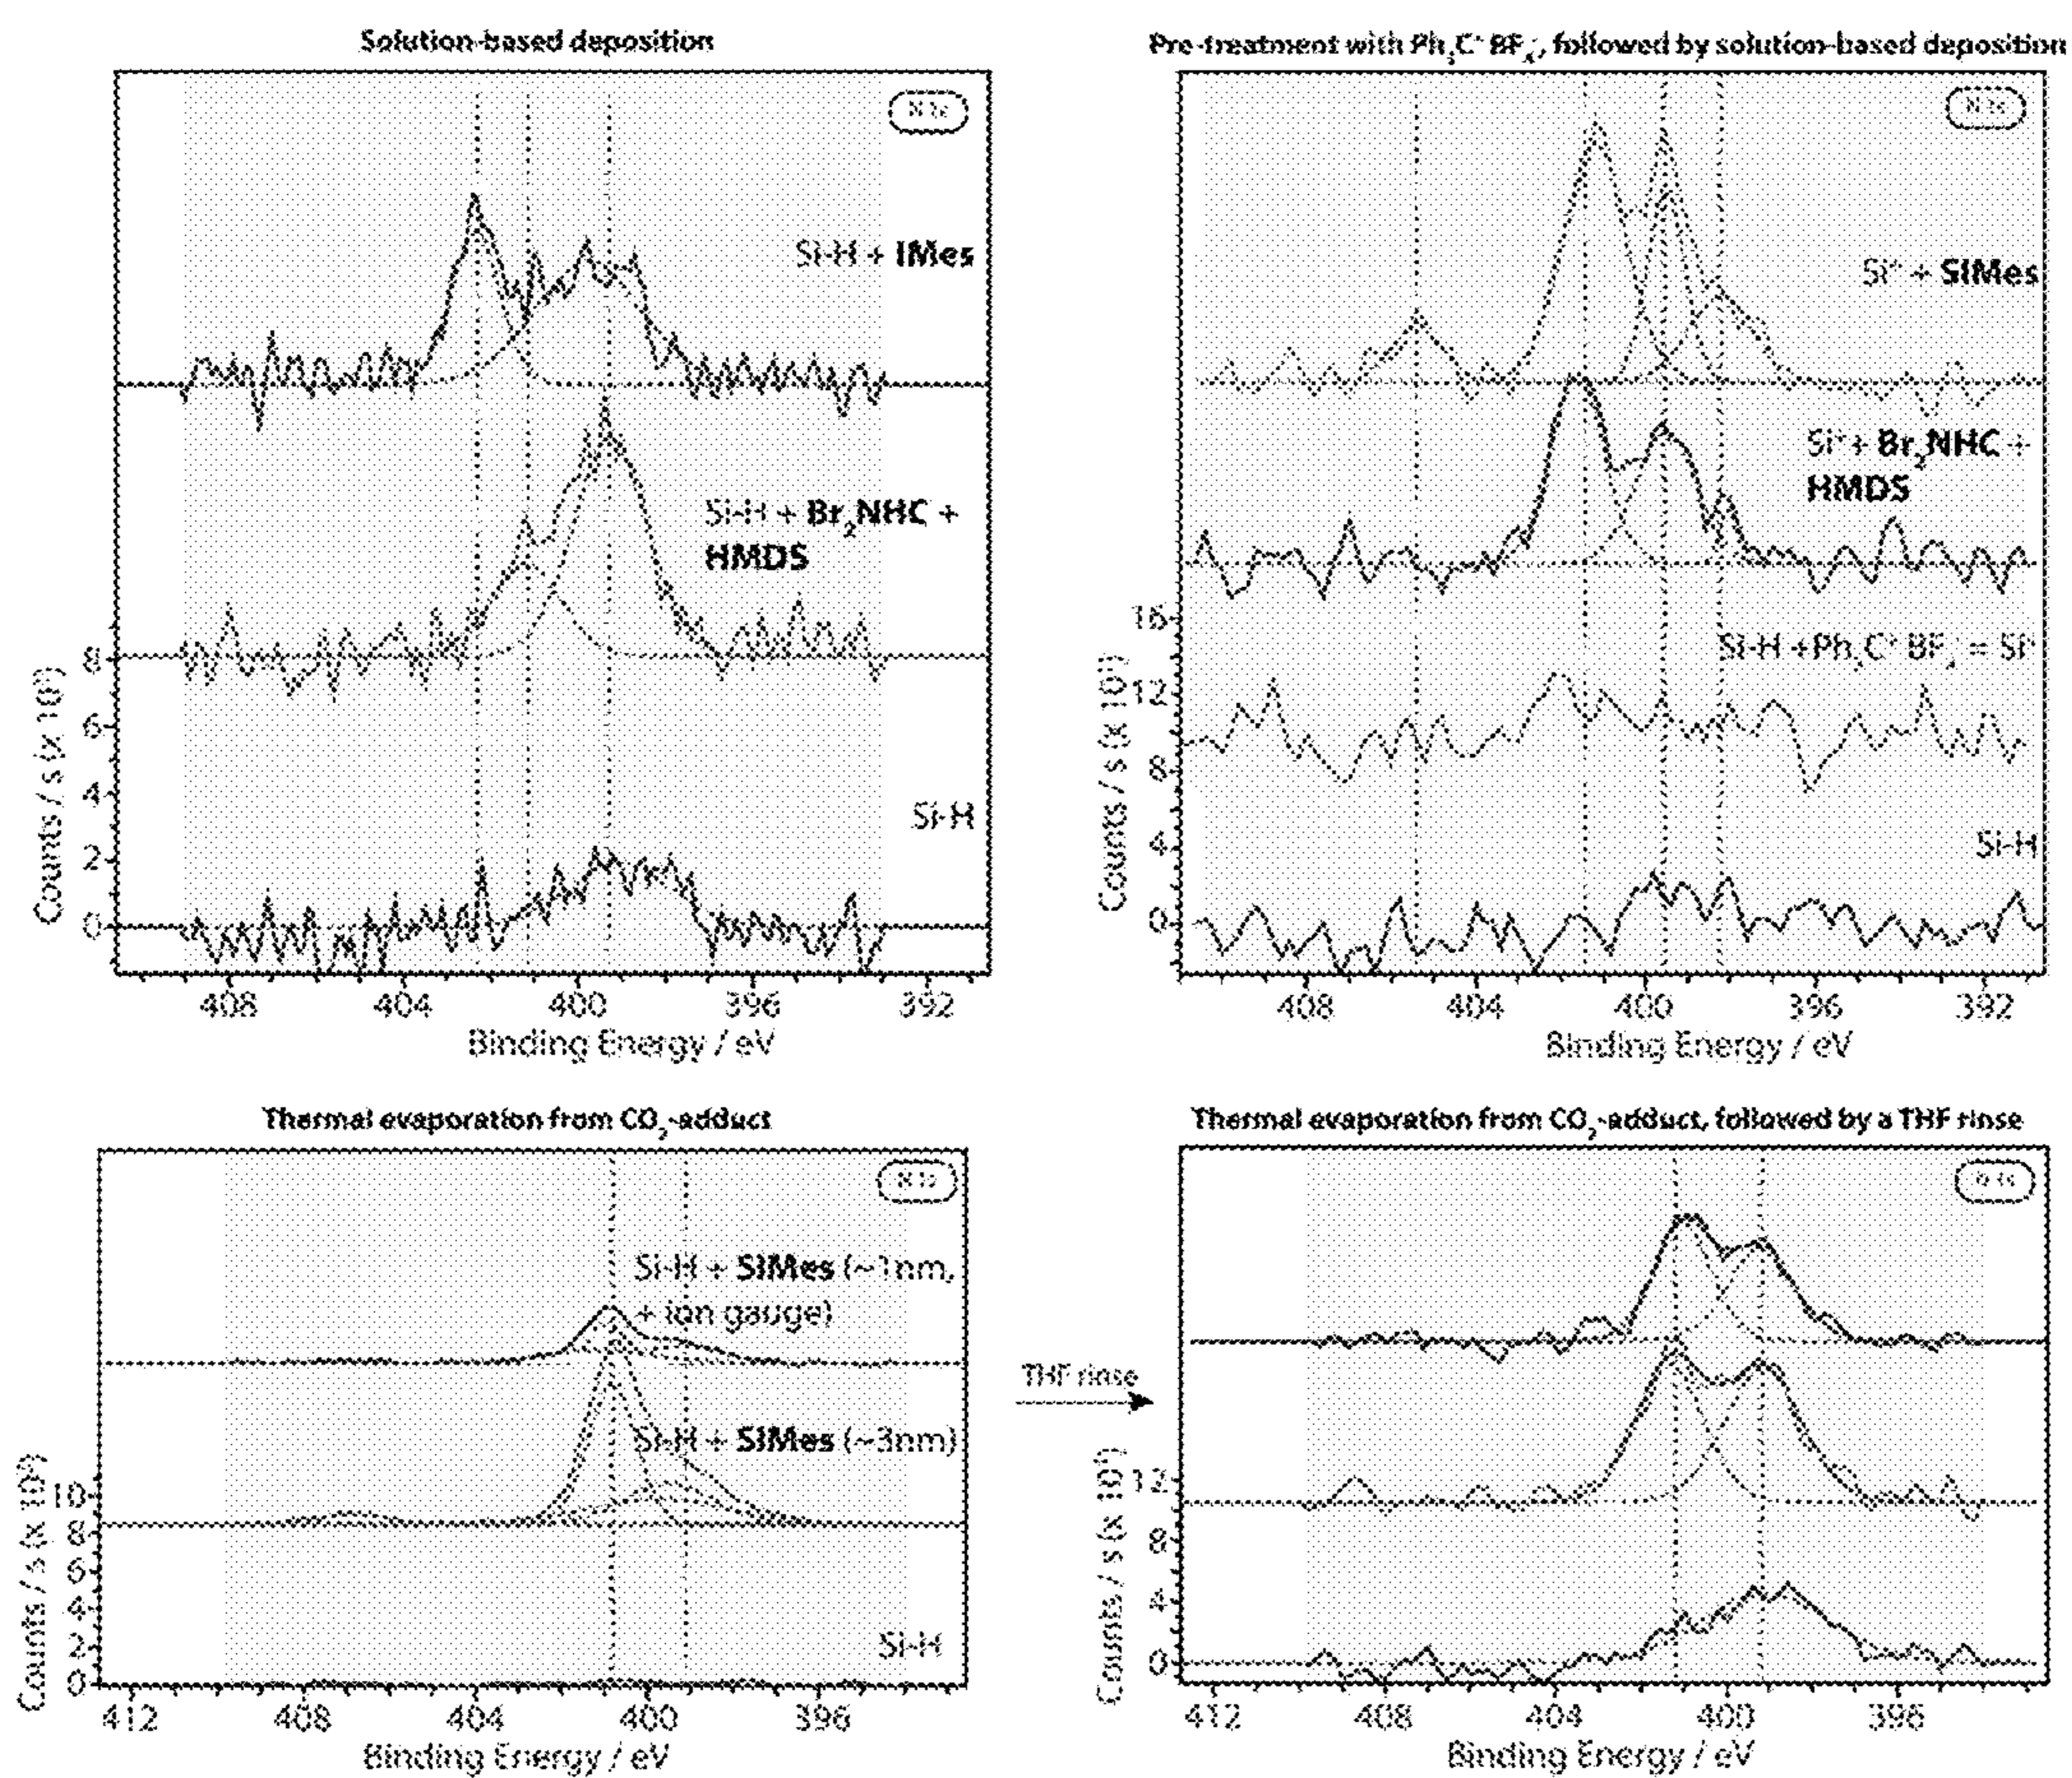 Solution-based deposition
N 1s
Si-H + IMes
Si-H + Br2NHC +
HMDS
Si-H
Counts / s (x 10
8
6
4
2
0
408 404 400 396 392
Binding Energy / eV
Pre-treatment with Ph3C+ BF4-, followed by solution-based deposition
N 1s
Si+ + SIMes
Si+ + Br2NHC +
HMDS
Si-H +Ph3C+ BF4- = Si+
Si-H
Counts / s (x 10
16
12
8
4
0
408 404 400 396 392
Binding Energy / eV
Thermal evaporation from CO2-adduct
N 1s
Si-H + SIMes (~1nm,
+ ion gauge)
Si-H + SIMes (~3nm)
Si-H
Counts / s (x 10
10
8
6
4
2
0
412 408 404 400 396
Binding Energy / eV
THF rinse
Thermal evaporation from CO2-adduct, followed by a THF rinse
N 1s
Counts / s (x 10
12
8
4
0
412 408 404 400 396
Binding Energy / eV